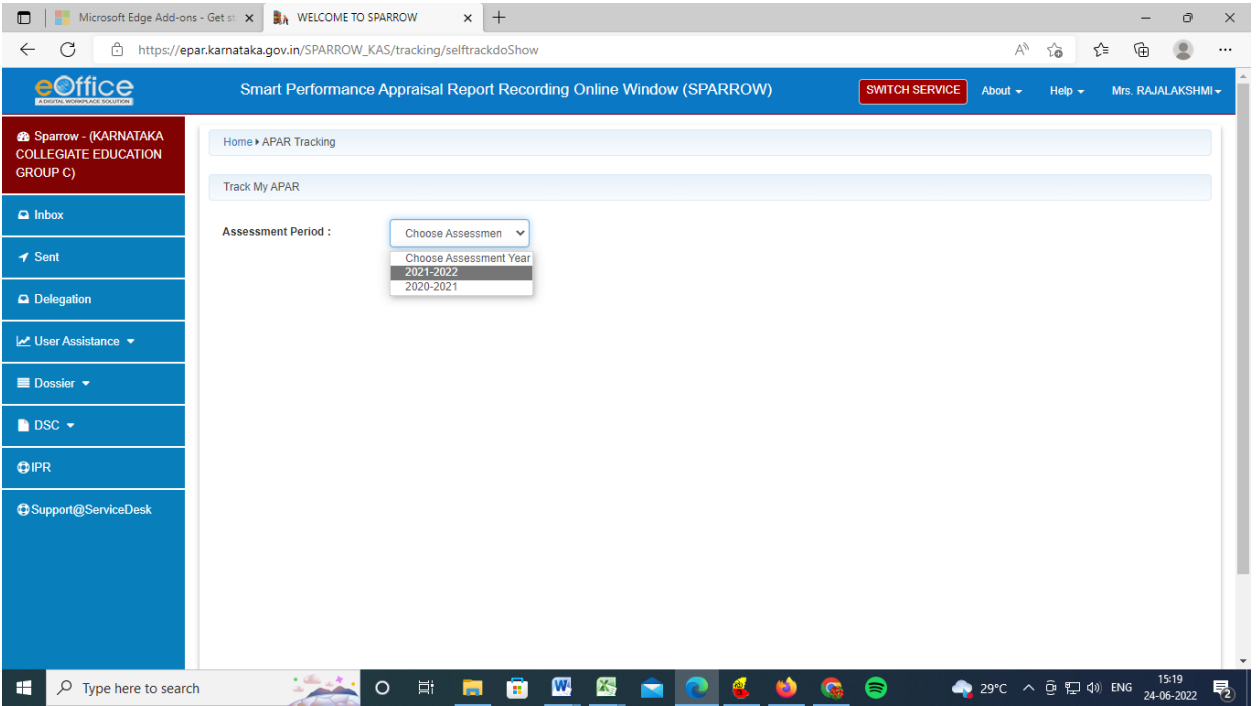 Microsoft Edge Add-ons - Get st
WELCOME TO SPARROW
https://epar.karnataka.gov.in/SPARROW_KAS/tracking/selftrackdoShow
eOffice
A DIGITAL WORKPLACE SOLUTION
Smart Performance Appraisal Report Recording Online Window (SPARROW)
SWITCH SERVICE
About
Help
Mrs. RAJALAKSHMI
Sparrow - (KARNATAKA
COLLEGIATE EDUCATION
GROUP C)
Inbox
Sent
Delegation
User Assistance
Dossier
DSC
IPR
Support@ServiceDesk
Home APAR Tracking
Track My APAR
Assessment Period :
Choose Assessmen
Choose Assessment Year
2021-2022
2020-2021
Type here to search
29°C
ENG
15:19
24-06-2022
2